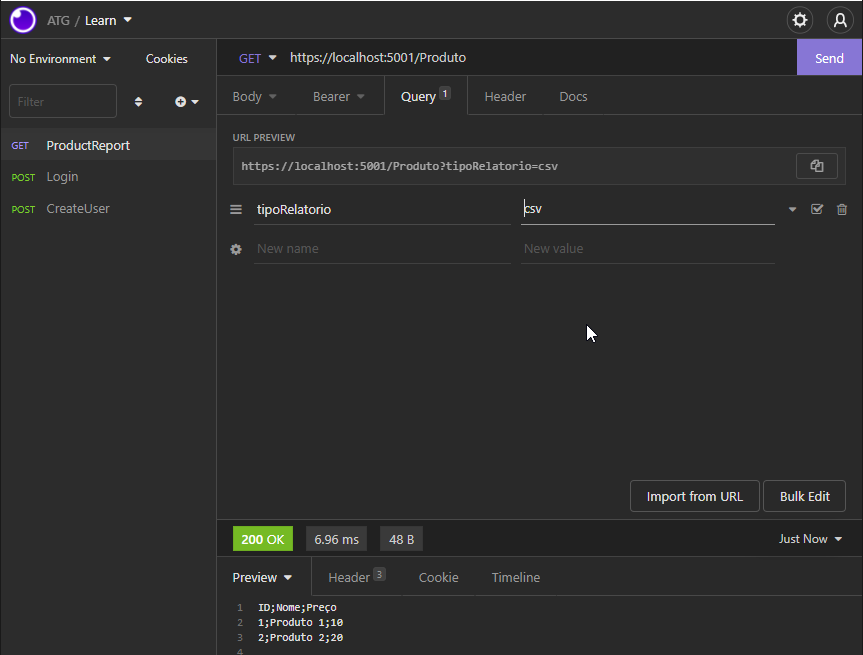 ATG / Learn
No Environment
Cookies
GET
https://localhost:5001/Produto
Send
Filter
Body
Bearer
Query 1
Header
Docs
GET ProductReport
POST Login
POST CreateUser
URL PREVIEW
https://localhost:5001/Produto?tipoRelatorio=csv
tipoRelatorio
csv
New name
New value
Import from URL
Bulk Edit
200 OK
6.96 ms
48 B
Just Now
Preview
Header 3
Cookie
Timeline
1 ID;Nome;Preço
2 1;Produto 1;10
3 2;Produto 2;20
4